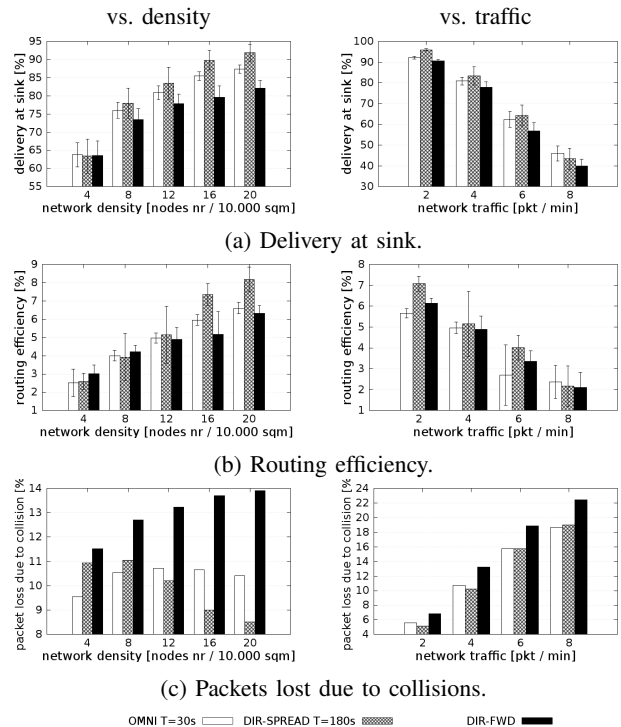 vs. density
vs. traffic
delivery at sink [%]
95
90
85
80
75
70
65
60
55
4 8 12 16 20
network density [nodes nr / 10.000 sqm]
delivery at sink [%]
100
90
80
70
60
50
40
30
2 4 6 8
network traffic [pkt / min]
(a) Delivery at sink.
routing efficiency [%]
9
8
7
6
5
4
3
2
1
4 8 12 16 20
network density [nodes nr / 10.000 sqm]
routing efficiency [%]
8
7
6
5
4
3
2
1
2 4 6 8
network traffic [pkt / min]
(b) Routing efficiency.
packet loss due to collision [%
14
13
12
11
10
9
8
4 8 12 16 20
network density [nodes nr / 10.000 sqm]
packet loss due to collision [%
24
22
20
18
16
14
12
10
8
6
4
2 4 6 8
network traffic [pkt / min]
(c) Packets lost due to collisions.
OMNI T=30s DIR-SPREAD T=180s DIR-FWD